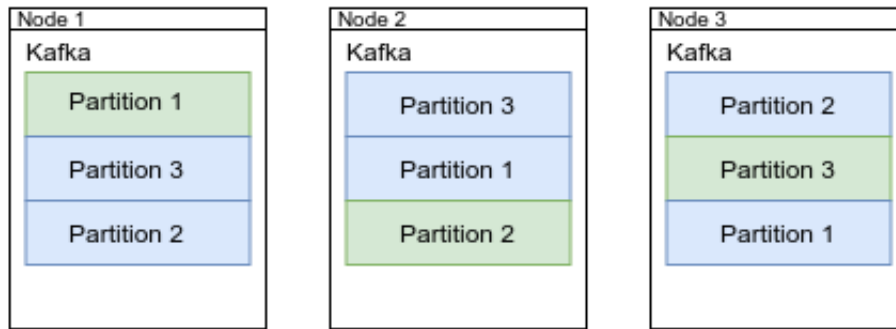 Node 1
Kafka
Partition 1
Partition 3
Partition 2
Node 2
Kafka
Partition 3
Partition 1
Partition 2
Node 3
Kafka
Partition 2
Partition 3
Partition 1